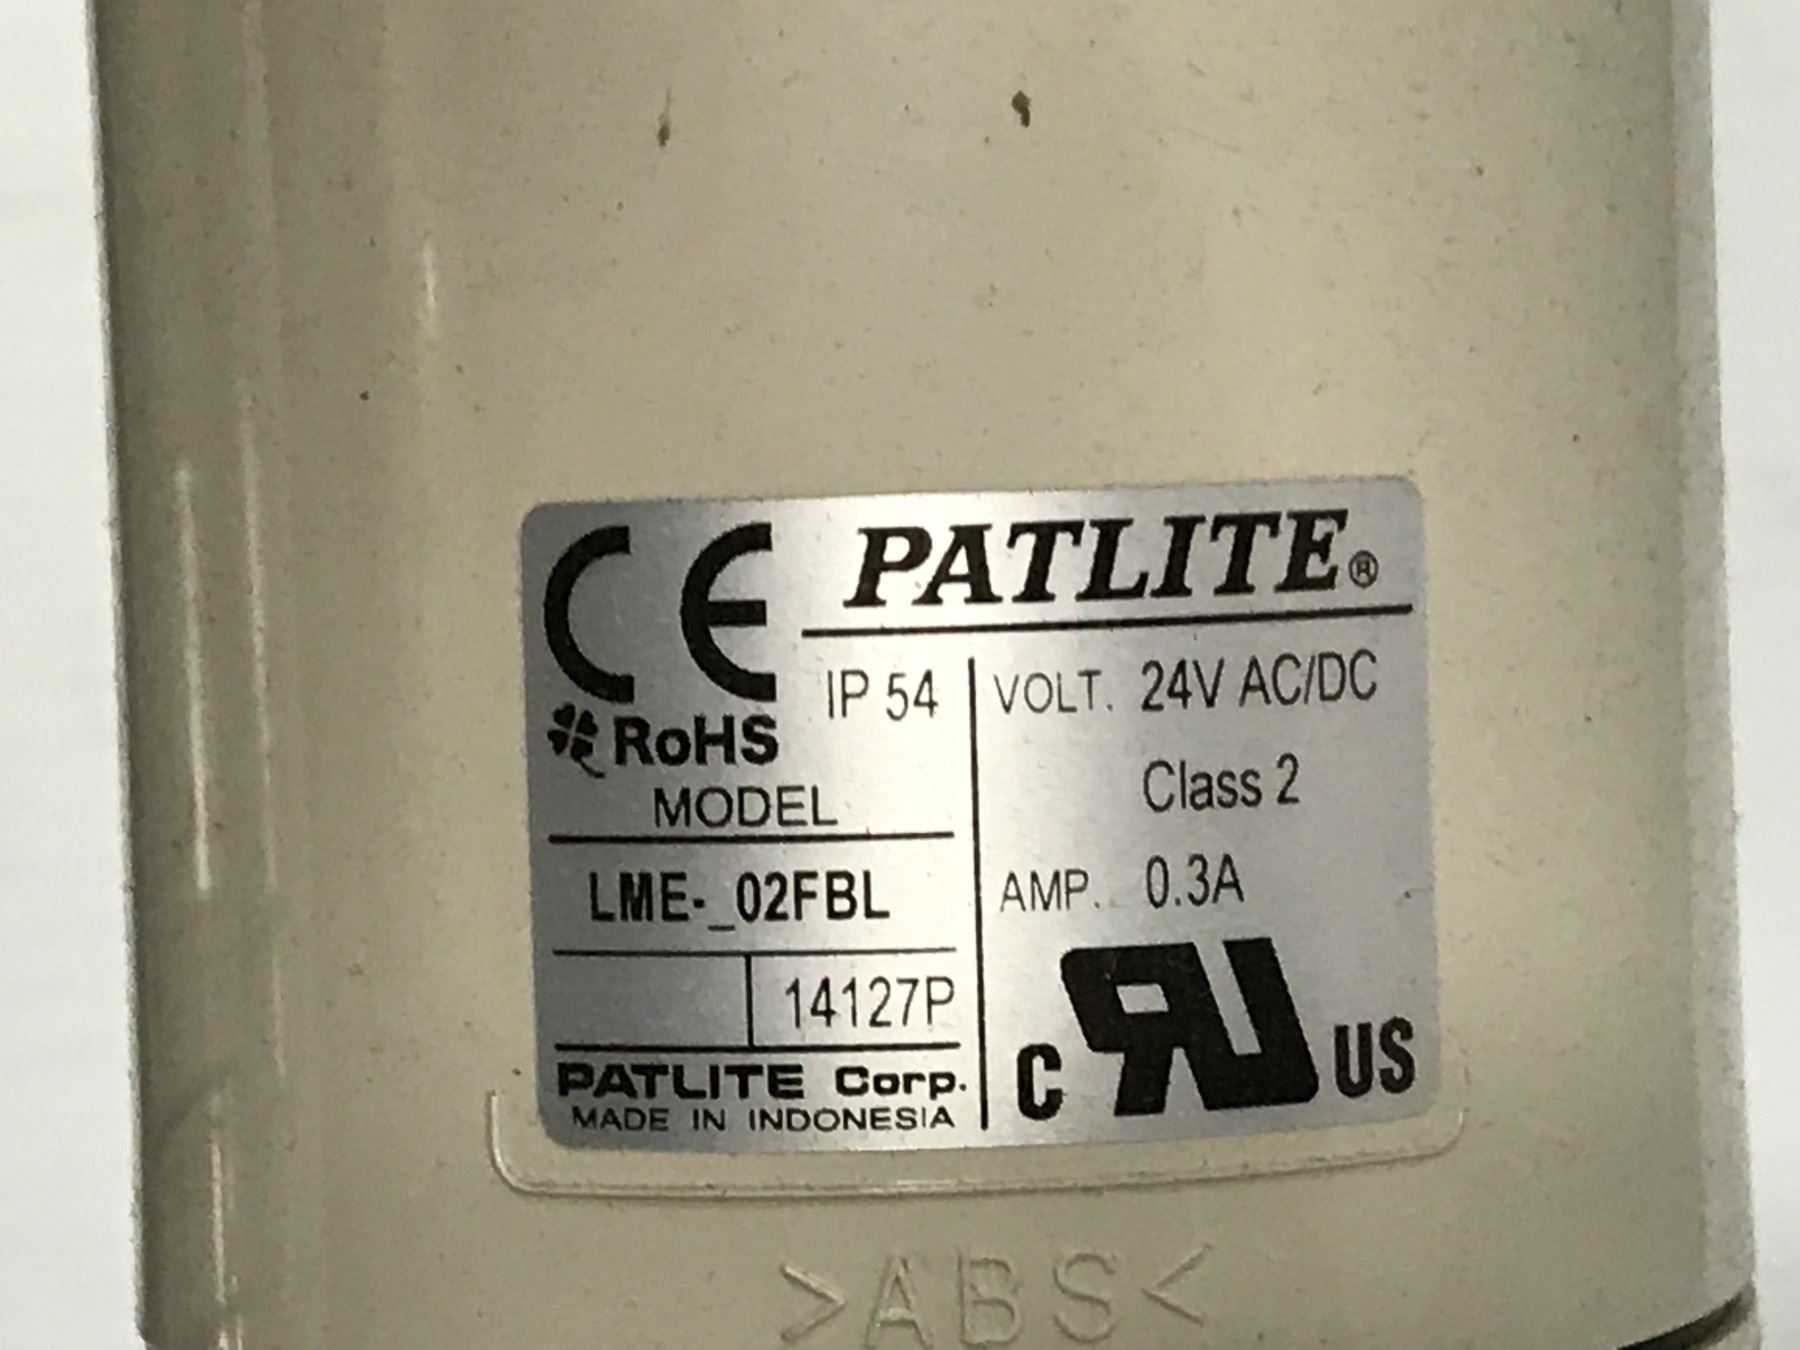 CE PATLITE®
IP 54
VOLT. 24V AC/DC
RoHS
Class 2
MODEL
LME-_02FBL
AMP. 0.3A
14127P
PATLITE Corp.
MADE IN INDONESIA
C RU US
>ABS<